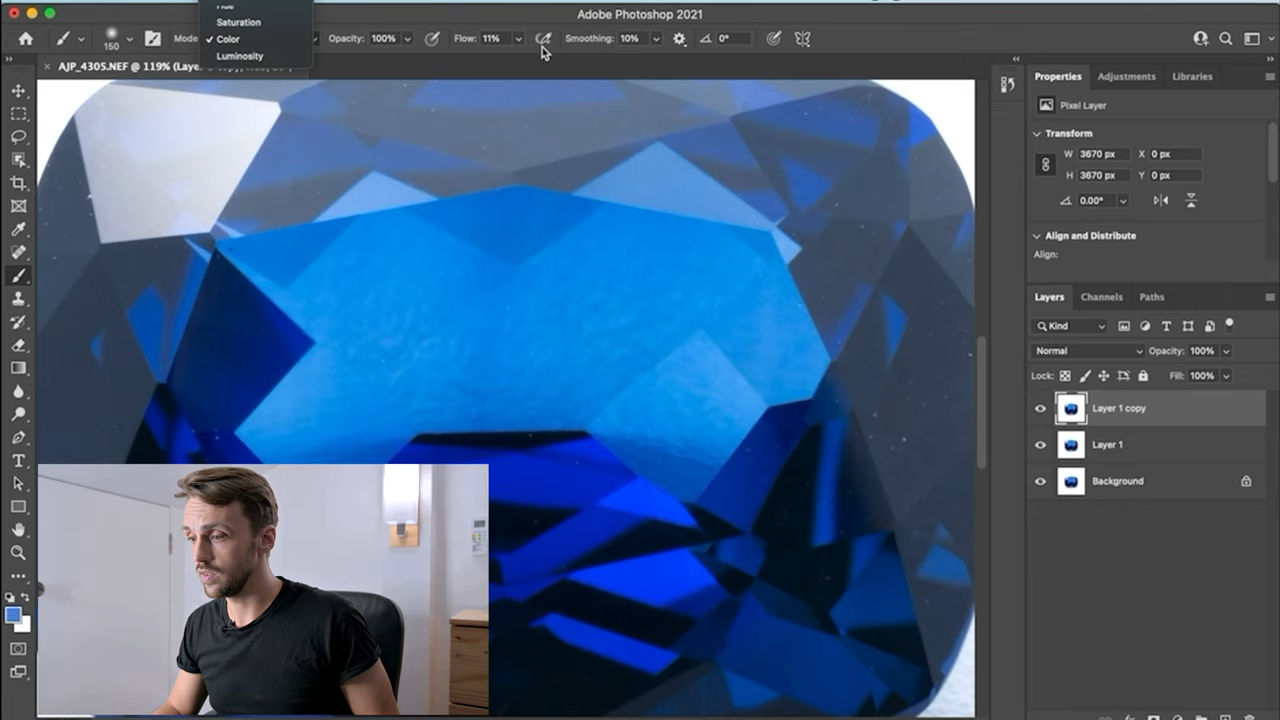 Adobe Photoshop 2021
Hue
Saturation
✓ Color
Luminosity
150
Mode
Opacity: 100%
Flow: 11%
Smoothing: 10%
0°
AJP_4305.NEF @ 119% (Laye
Properties
Adjustments
Libraries
Pixel Layer
Transform
W 3670 px X 0 px
H 3670 px Y 0 px
0.00°
Align and Distribute
Align:
Layers
Channels
Paths
Kind
Normal
Opacity: 100%
Lock:
Fill: 100%
Layer 1 copy
Layer 1
Background